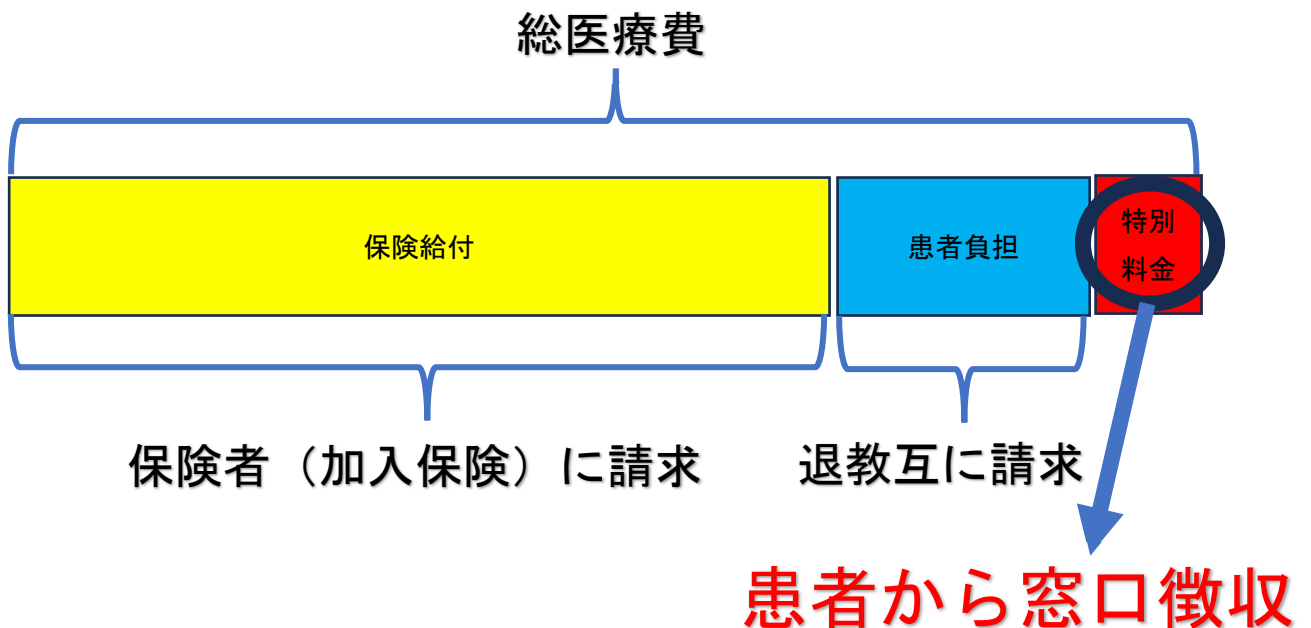 総医療費
保険給付
患者負担
特別
料金
保険者（加入保険）に請求
退教互に請求
患者から窓口徴収